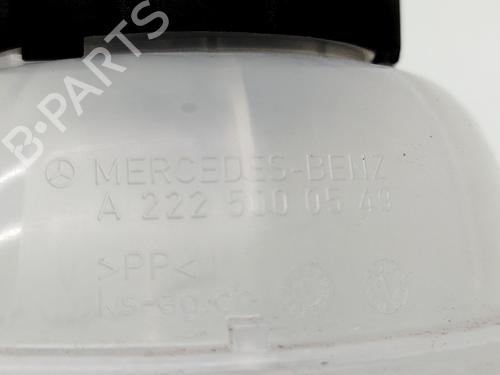 B-PARTS
MERCEDES-BENZ
A 222 500 05 49
>PP<